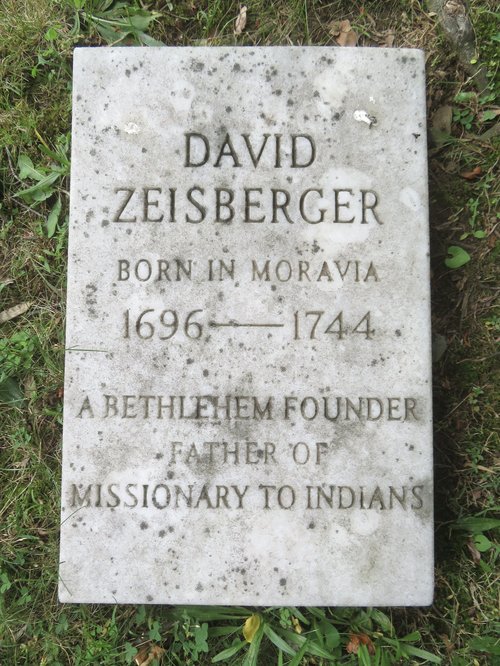 DAVID
ZEISBERGER
BORN IN MORAVIA
1696—1744
A BETHLEHEM FOUNDER
FATHER OF
MISSIONARY TO INDIANS